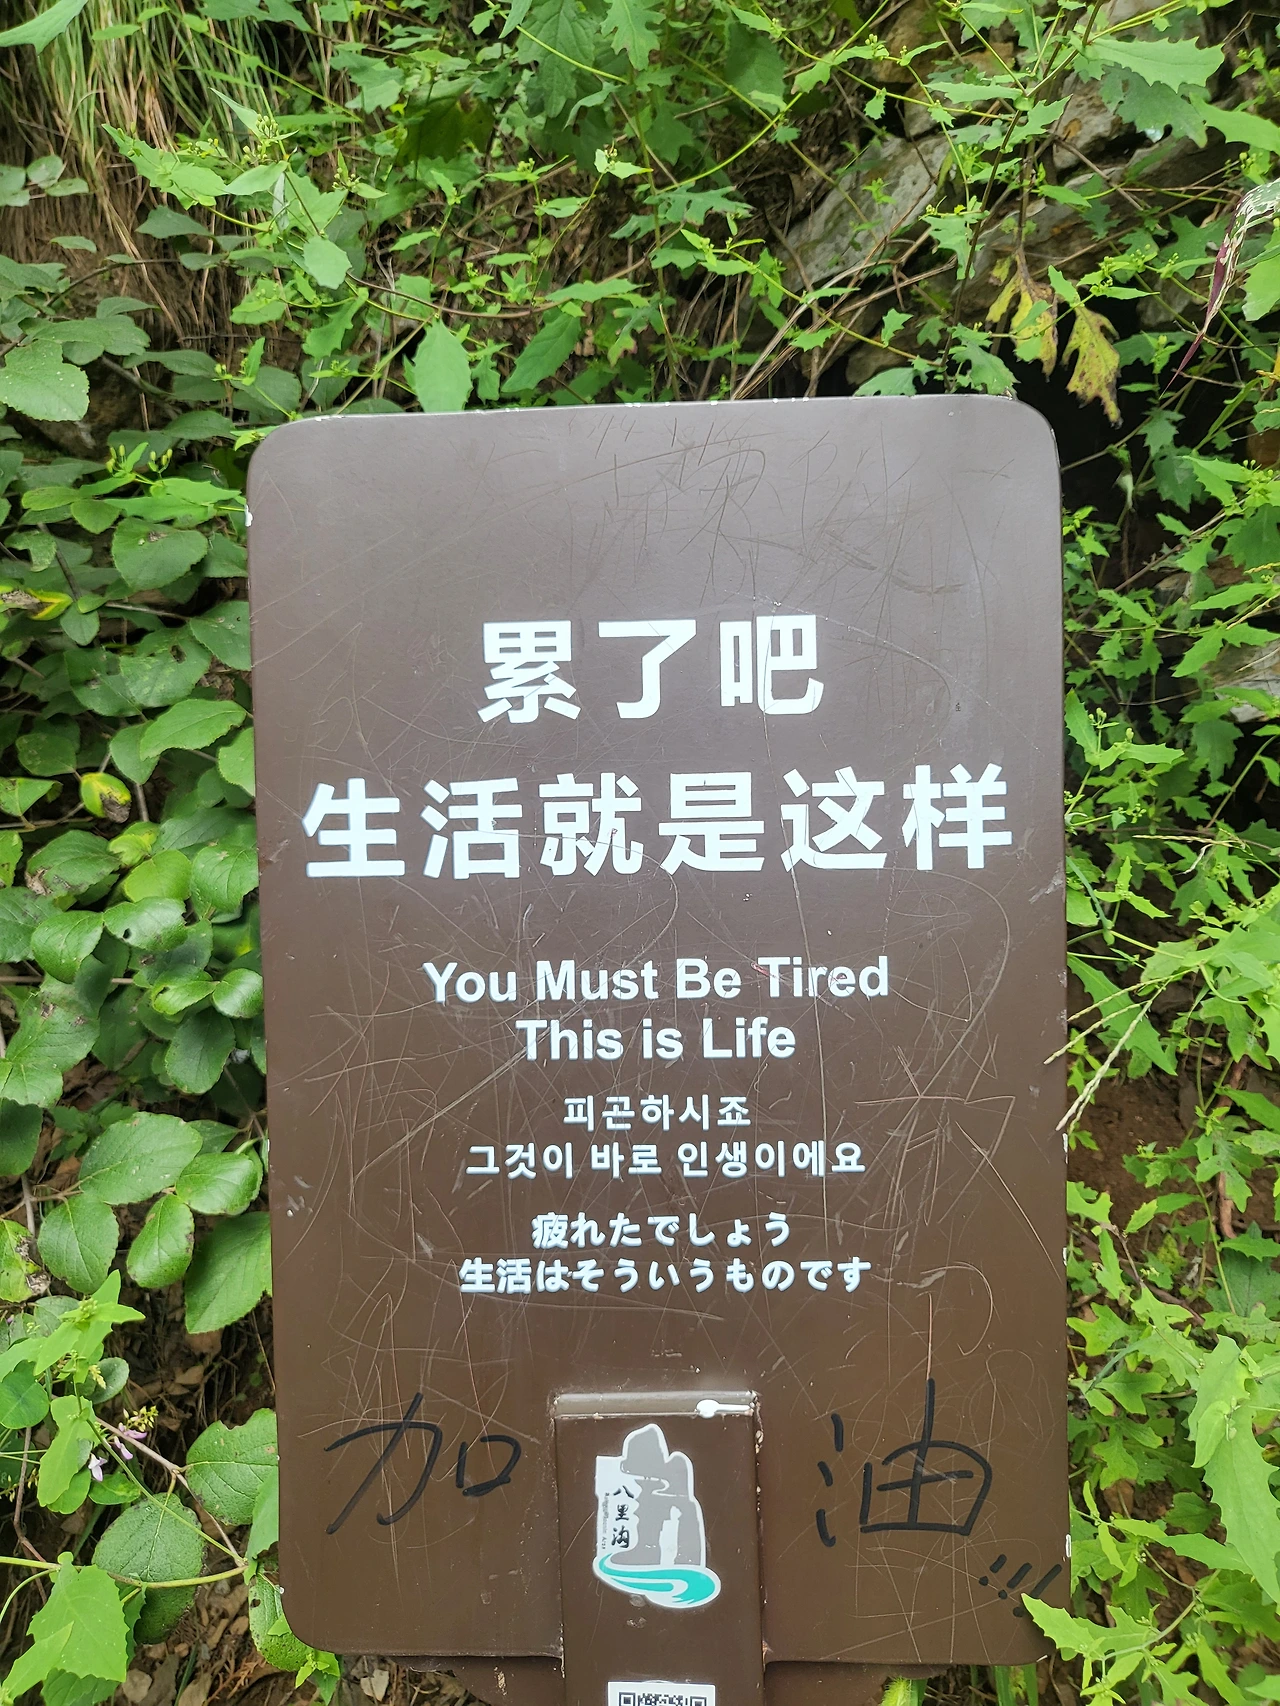 累了吧
生活就是这样
You Must Be Tired
This is Life
피곤하시죠
그것이 바로 인생이에요
疲れたでしょう
生活はそういうものです
加油!!!
八里沟